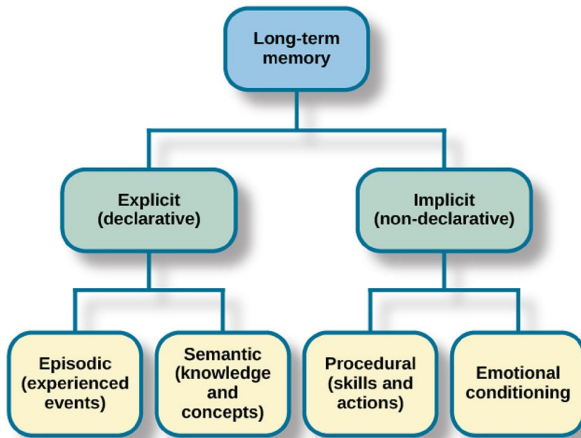 Long-term
memory
Explicit
(declarative)
Implicit
(non-declarative)
Episodic
(experienced
events)
Semantic
(knowledge
and
concepts)
Procedural
(skills and
actions)
Emotional
conditioning